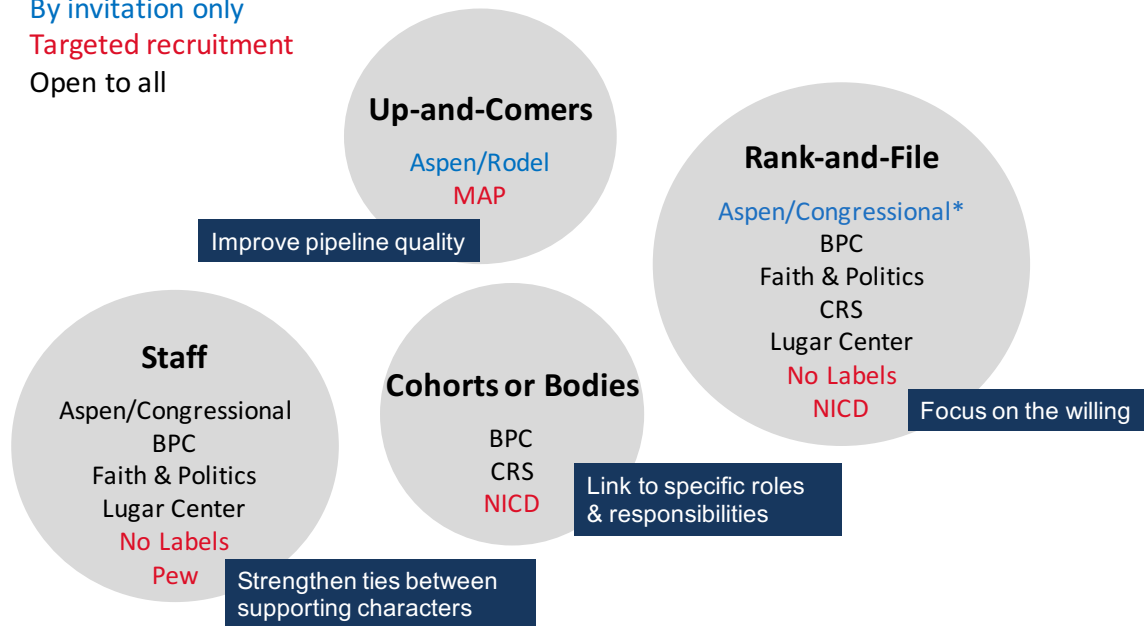 By invitation only
Targeted recruitment
Open to all
Up-and-Comers
Aspen/Rodel
MAP
Improve pipeline quality
Rank-and-File
Aspen/Congressional*
BPC
Faith & Politics
CRS
Lugar Center
No Labels
NICD
Focus on the willing
Staff
Aspen/Congressional
BPC
Faith & Politics
Lugar Center
No Labels
Pew
Strengthen ties between
supporting characters
Cohorts or Bodies
BPC
CRS
NICD
Link to specific roles
& responsibilities